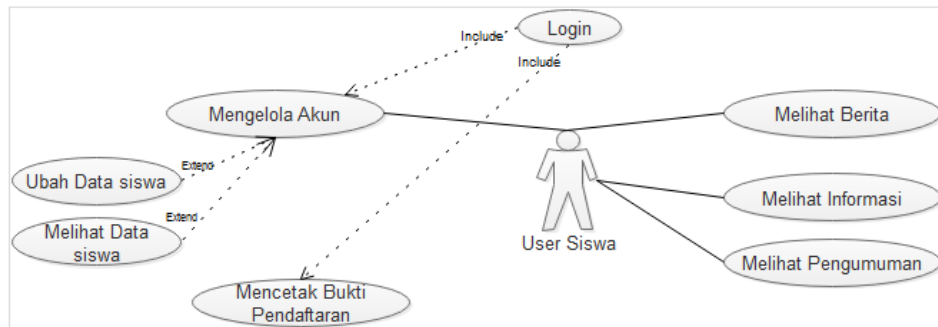 Login
Include
Include
Mengelola Akun
Melihat Berita
Extend
Ubah Data siswa
Melihat Informasi
Extend
Melihat Data
siswa
User Siswa
Melihat Pengumuman
Mencetak Bukti
Pendaftaran